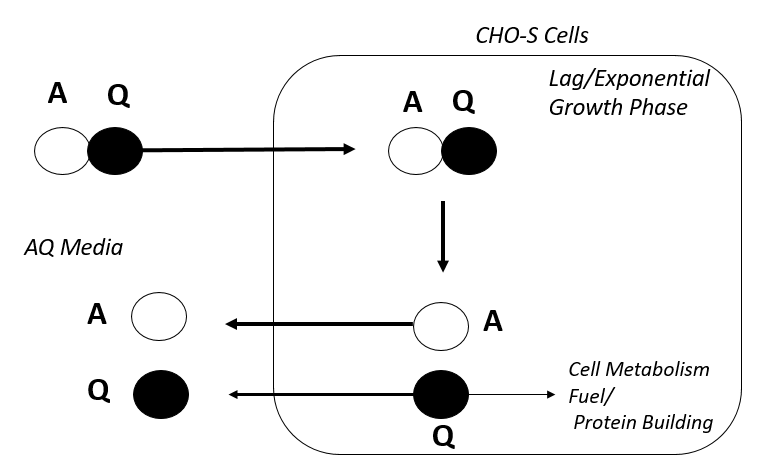 CHO-S Cells
Lag/Exponential
Growth Phase
A Q
A Q
AQ Media
A
A
Q
Cell Metabolism
Fuel/
Protein Building
Q